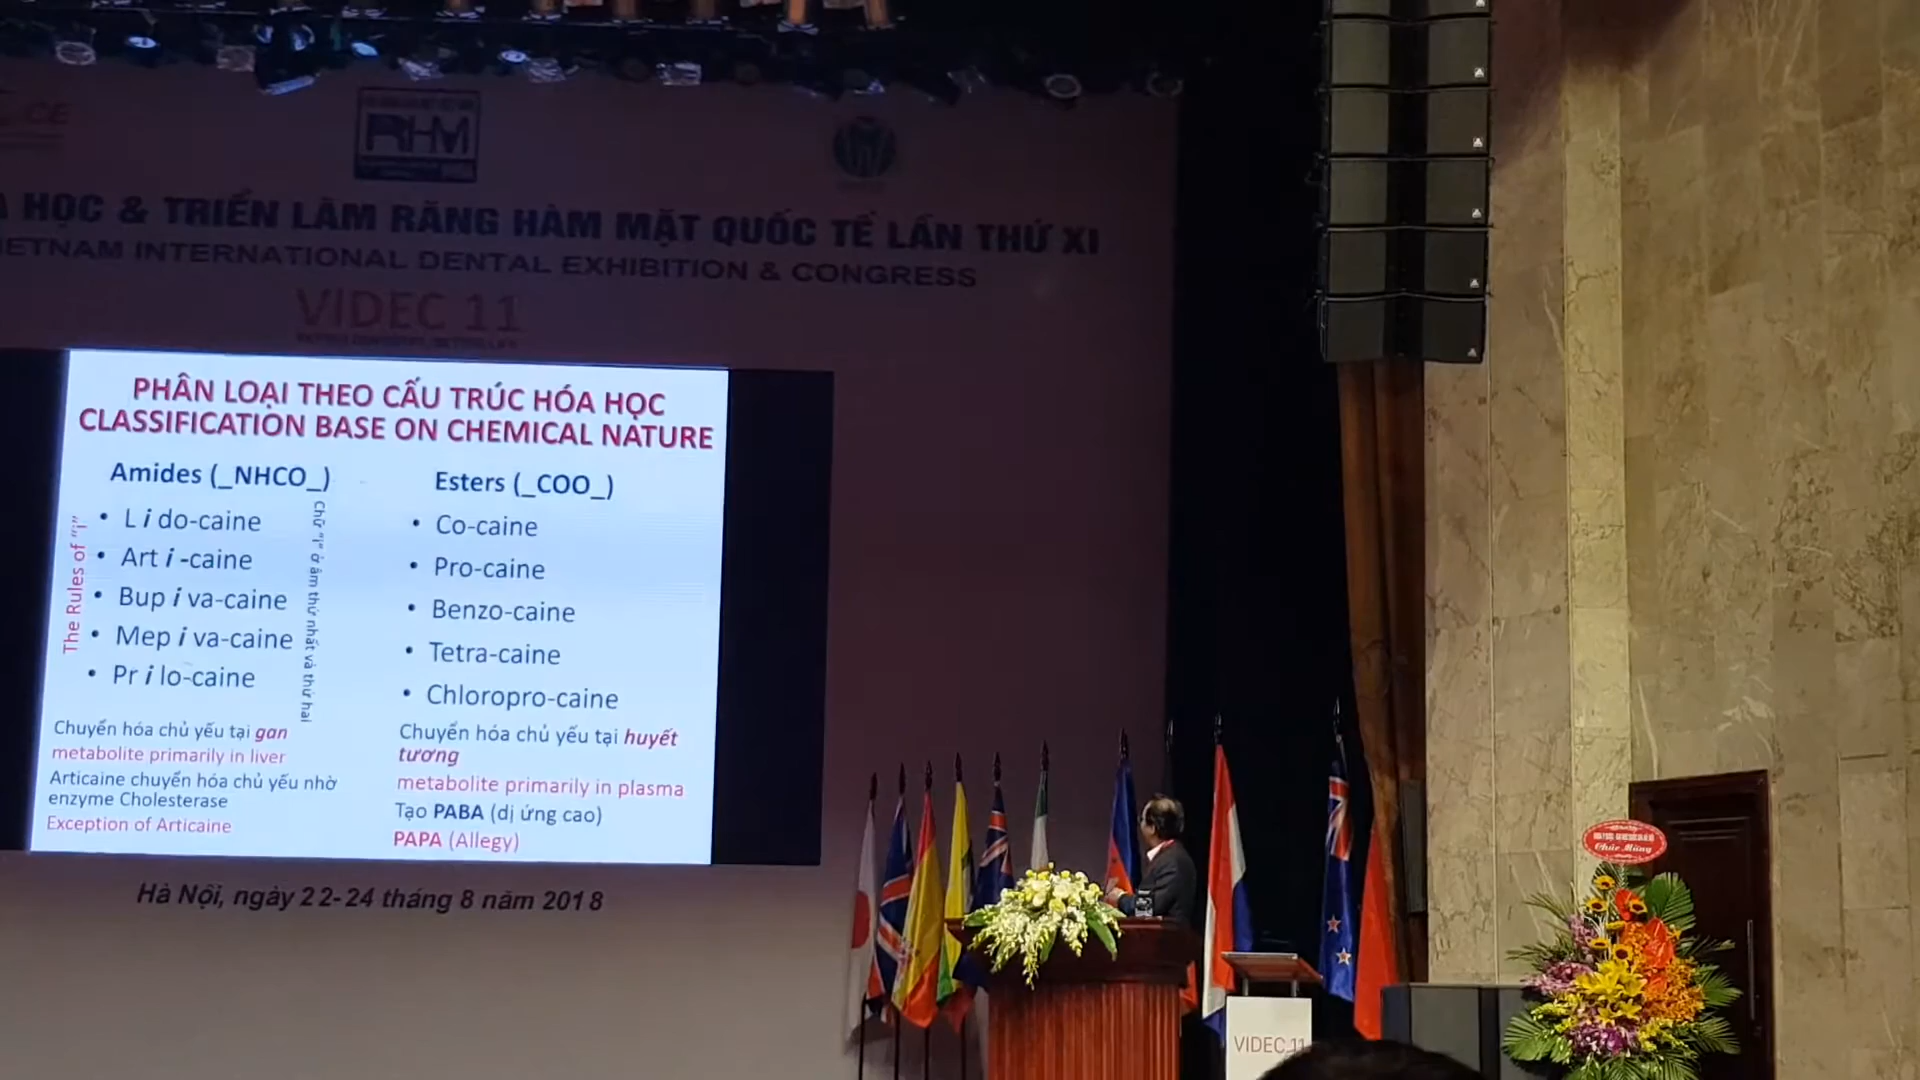 CE
RHM
HỌC & TRIỂN LÃM RĂNG HÀM MẶT QUỐC TẾ LẦN THỨ XI
IETNAM INTERNATIONAL DENTAL EXHIBITION & CONGRESS
VIDEC 11
PHÂN LOẠI THEO CẤU TRÚC HÓA HỌC
CLASSIFICATION BASE ON CHEMICAL NATURE
Amides (_NHCO_)
The Rules of "i"
• L i do-caine
• Art i -caine
• Bup i va-caine
• Mep i va-caine
• Pr i lo-caine
Chữ "i" ở âm thứ nhất và thứ hai
Chuyển hóa chủ yếu tại gan
metabolite primarily in liver
Articaine chuyển hóa chủ yếu nhờ
enzyme Cholesterase
Exception of Articaine
Esters (_COO_)
• Co-caine
• Pro-caine
• Benzo-caine
• Tetra-caine
• Chloropro-caine
Chuyển hóa chủ yếu tại huyết
tương
metabolite primarily in plasma
Tạo PABA (dị ứng cao)
PAPA (Allegy)
Hà Nội, ngày 22-24 tháng 8 năm 2018
VIDEC 11
Chúc Mừng